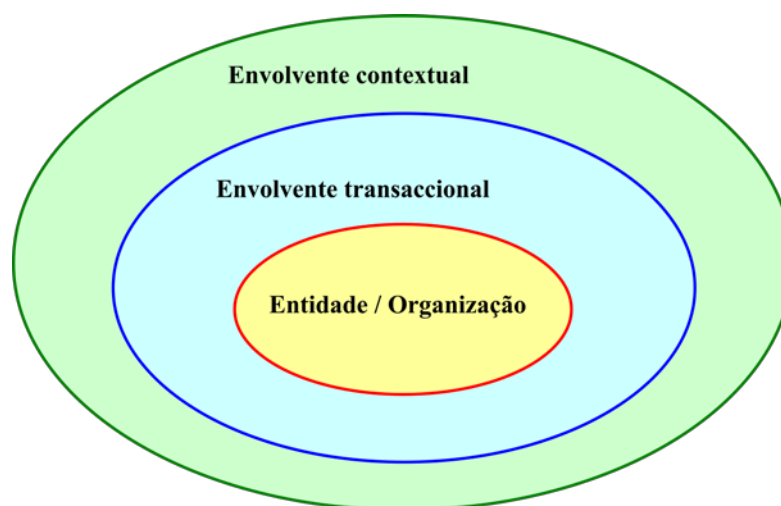 Envolvente contextual
Envolvente transaccional
Entidade / Organização